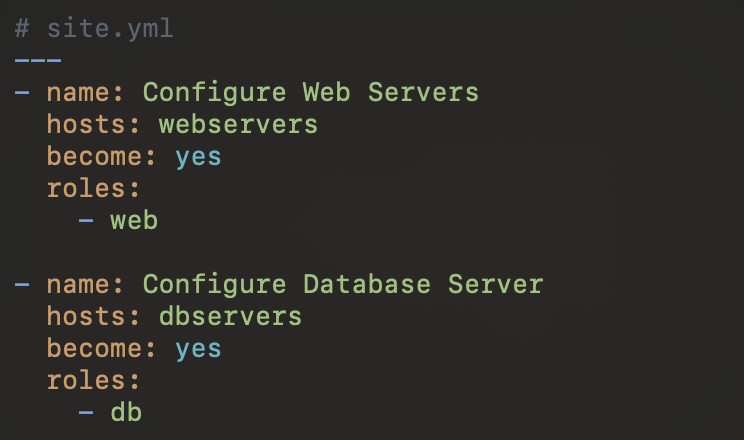 # site.yml
---
- name: Configure Web Servers
  hosts: webservers
  become: yes
  roles:
    - web

- name: Configure Database Server
  hosts: dbservers
  become: yes
  roles:
    - db